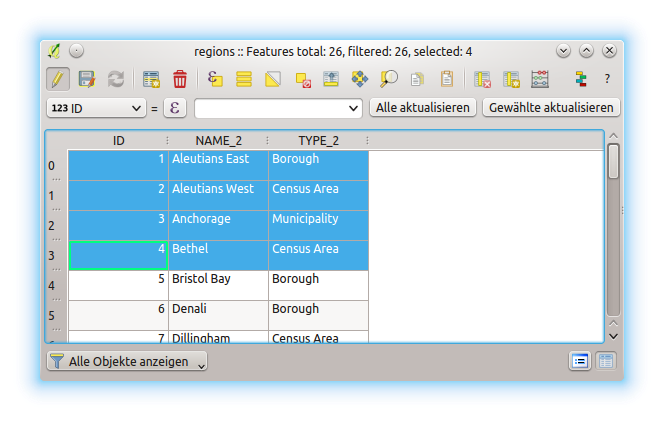 regions :: Features total: 26, filtered: 26, selected: 4
?
123 ID = ε Alle aktualisieren Gewählte aktualisieren
ID NAME_2 TYPE_2
0 1 Aleutians East Borough
1 2 Aleutians West Census Area
2 3 Anchorage Municipality
3 4 Bethel Census Area
4 5 Bristol Bay Borough
5 6 Denali Borough
7 Dillingham Census Area
Alle Objekte anzeigen